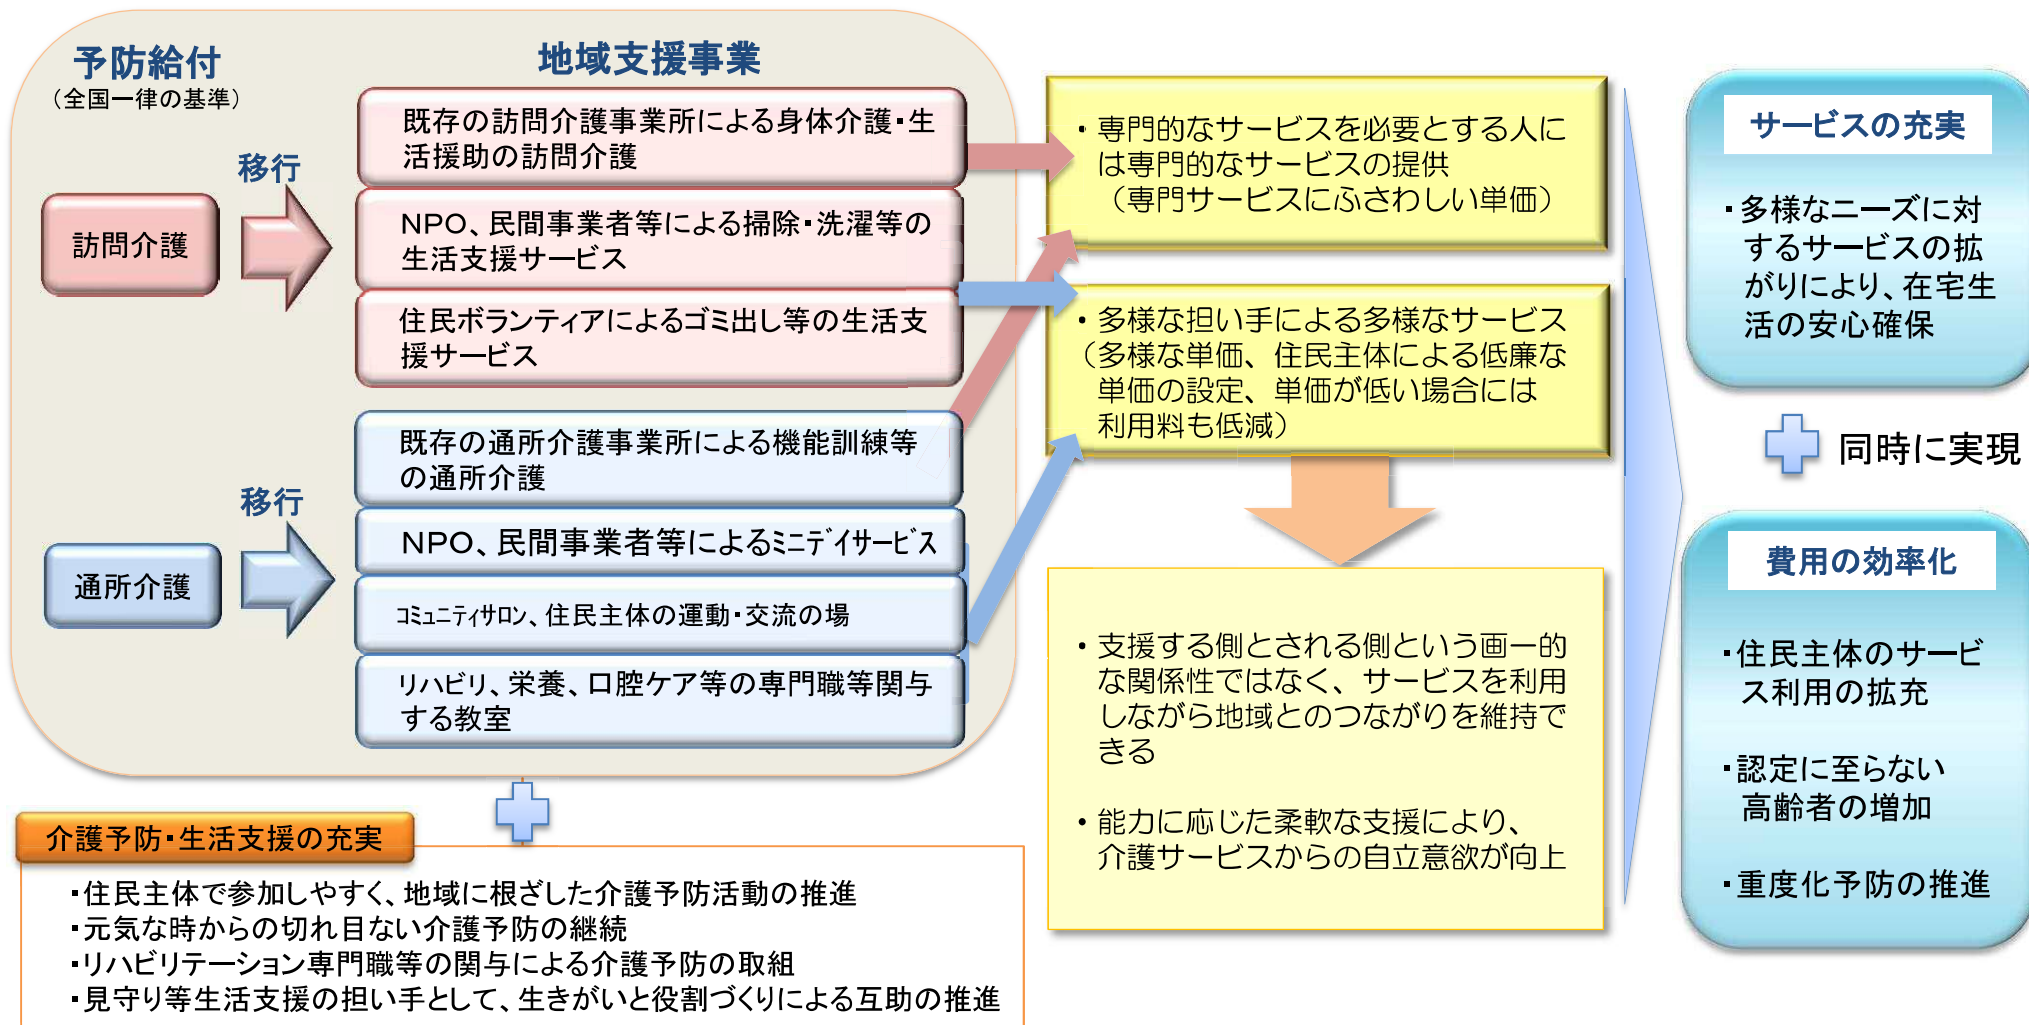 予防給付
(全国一律の基準)
地域支援事業
訪問介護
移行
既存の訪問介護事業所による身体介護・生
活援助の訪問介護
NPO、民間事業者等による掃除・洗濯等の
生活支援サービス
住民ボランティアによるゴミ出し等の生活支
援サービス
通所介護
移行
既存の通所介護事業所による機能訓練等
の通所介護
NPO、民間事業者等によるミニデイサービス
コミュニティサロン、住民主体の運動・交流の場
リハビリ、栄養、口腔ケア等の専門職等関与
する教室
介護予防・生活支援の充実
・住民主体で参加しやすく、地域に根ざした介護予防活動の推進
・元気な時からの切れ目ない介護予防の継続
・リハビリテーション専門職等の関与による介護予防の取組
・見守り等生活支援の担い手として、生きがいと役割づくりによる互助の推進
・専門的なサービスを必要とする人に
は専門的なサービスの提供
（専門サービスにふさわしい単価）
・多様な担い手による多様なサービス
（多様な単価、住民主体による低廉な
単価の設定、単価が低い場合には
利用料も低減）
・支援する側とされる側という画一的
な関係性ではなく、サービスを利用
しながら地域とのつながりを維持で
きる
・能力に応じた柔軟な支援により、
介護サービスからの自立意欲が向上
サービスの充実
・多様なニーズに対
するサービスの拡
がりにより、在宅生
活の安心確保
同時に実現
費用の効率化
・住民主体のサービ
ス利用の拡充
・認定に至らない
高齢者の増加
・重度化予防の推進